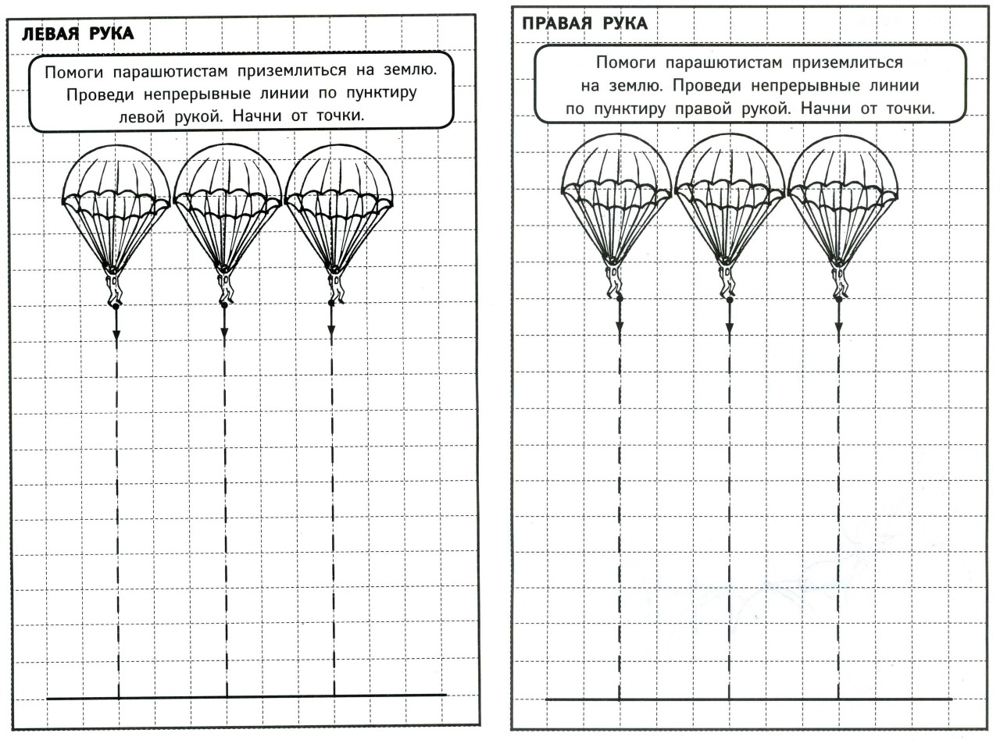 ЛЕВАЯ РУКА
Помоги парашютистам приземлиться на землю.
Проведи непрерывные линии по пунктиру
левой рукой. Начни от точки.
ПРАВАЯ РУКА
Помоги парашютистам приземлиться
на землю. Проведи непрерывные линии
по пунктиру правой рукой. Начни от точки.